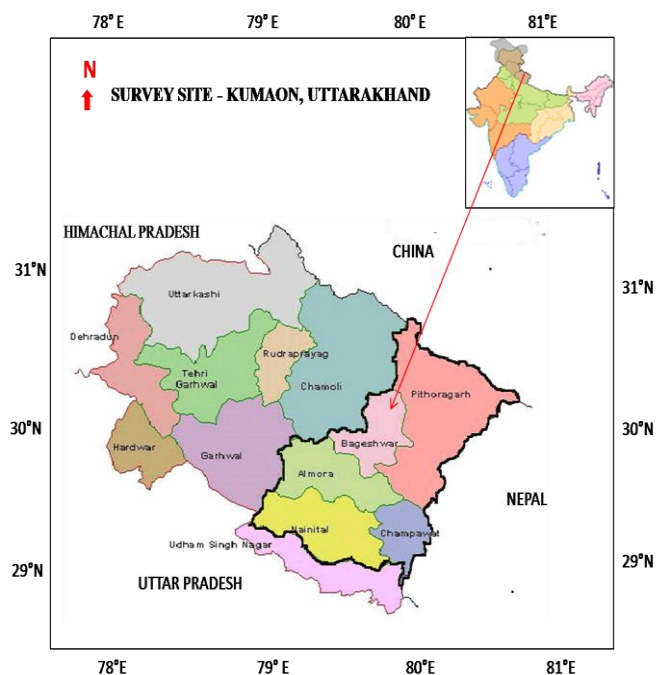 78°E 79°E 80°E 81°E
N
SURVEY SITE - KUMAON, UTTARAKHAND
HIMACHAL PRADESH
CHINA
31°N
31°N
Uttarkashi
Dehradun
Rudraprayag
Tehri
Garhwal
Chamoli
Pithoragarh
30°N
30°N
Hardwar
Garhwal
Bageshwar
Almora
NEPAL
Nainital
Champawat
Udham Singh Nagar
29°N
29°N
UTTAR PRADESH
78°E 79°E 80°E 81°E